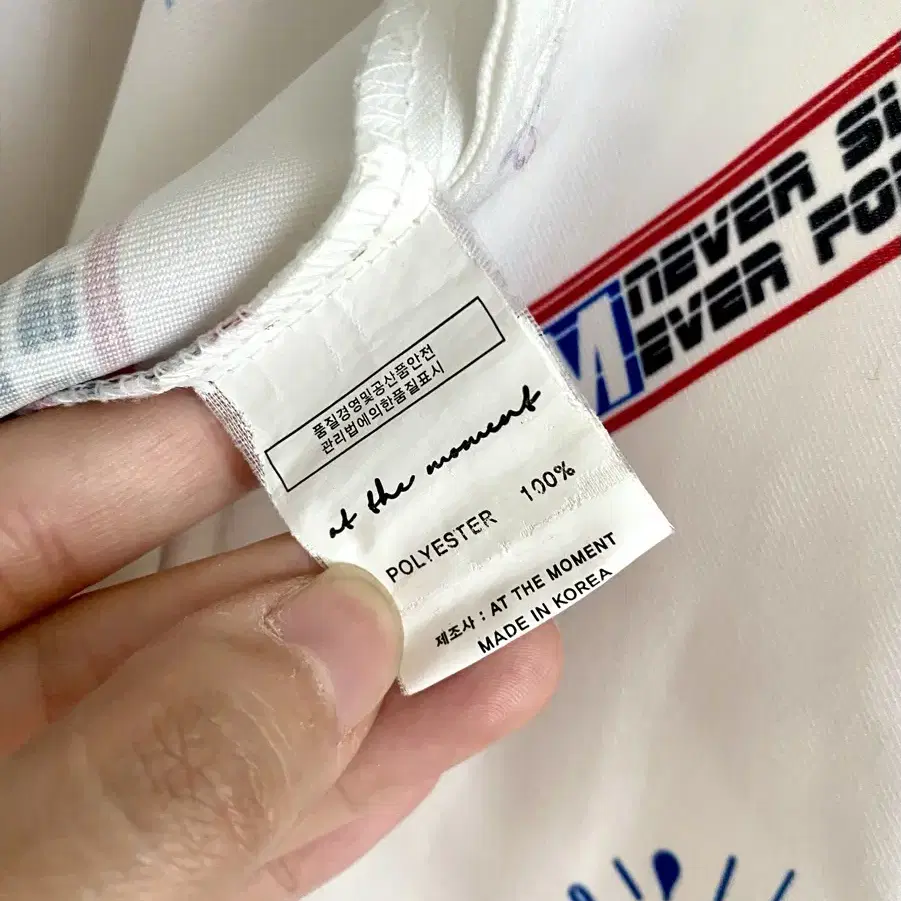 품질경영및공산품안전
관리법에의한품질표시
at the moment
POLYESTER 100%
제조사 : AT THE MOMENT
MADE IN KOREA
NEVER
EVER